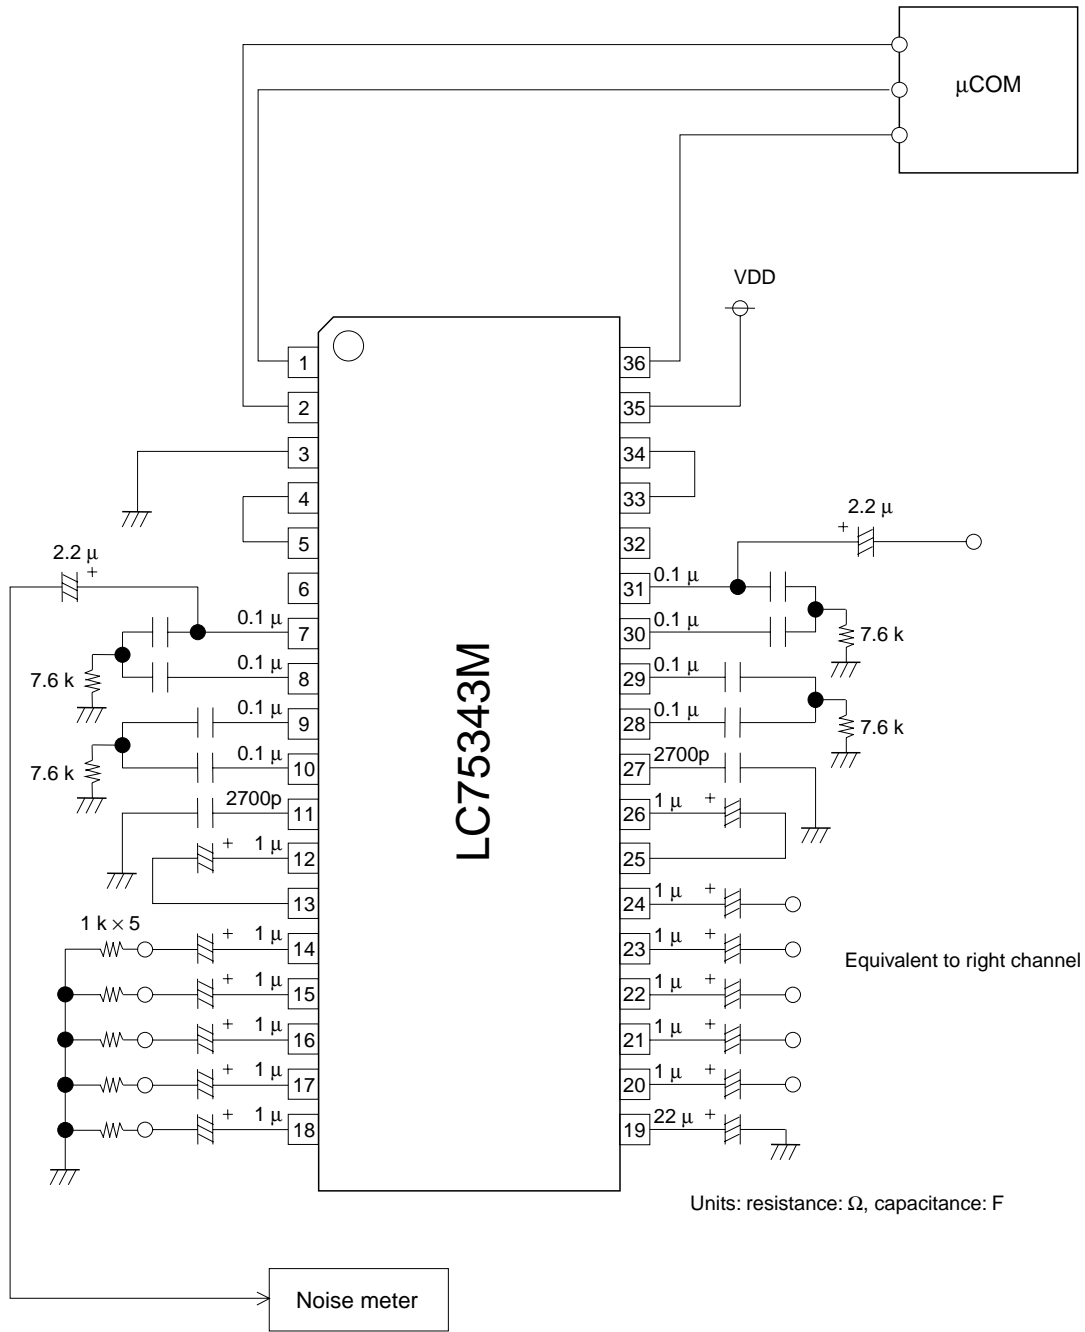 μCOM
VDD
1
36
2
35
3
34
4
33
2.2 μ
+
5
32
2.2 μ
+
6
31
0.1 μ
0.1 μ
7
30
0.1 μ
7.6 k
0.1 μ
8
29
0.1 μ
7.6 k
0.1 μ
9
28
0.1 μ
7.6 k
0.1 μ
10
27
2700p
7.6 k
2700p
11
26
1 μ
+
+
1 μ
12
25
13
24
1 μ
+
1 k × 5
+
1 μ
14
23
1 μ
+
Equivalent to right channel
+
1 μ
15
22
1 μ
+
+
1 μ
16
21
1 μ
+
+
1 μ
17
20
1 μ
+
+
1 μ
18
19
22 μ
+
LC75343M
Units: resistance: Ω, capacitance: F
Noise meter